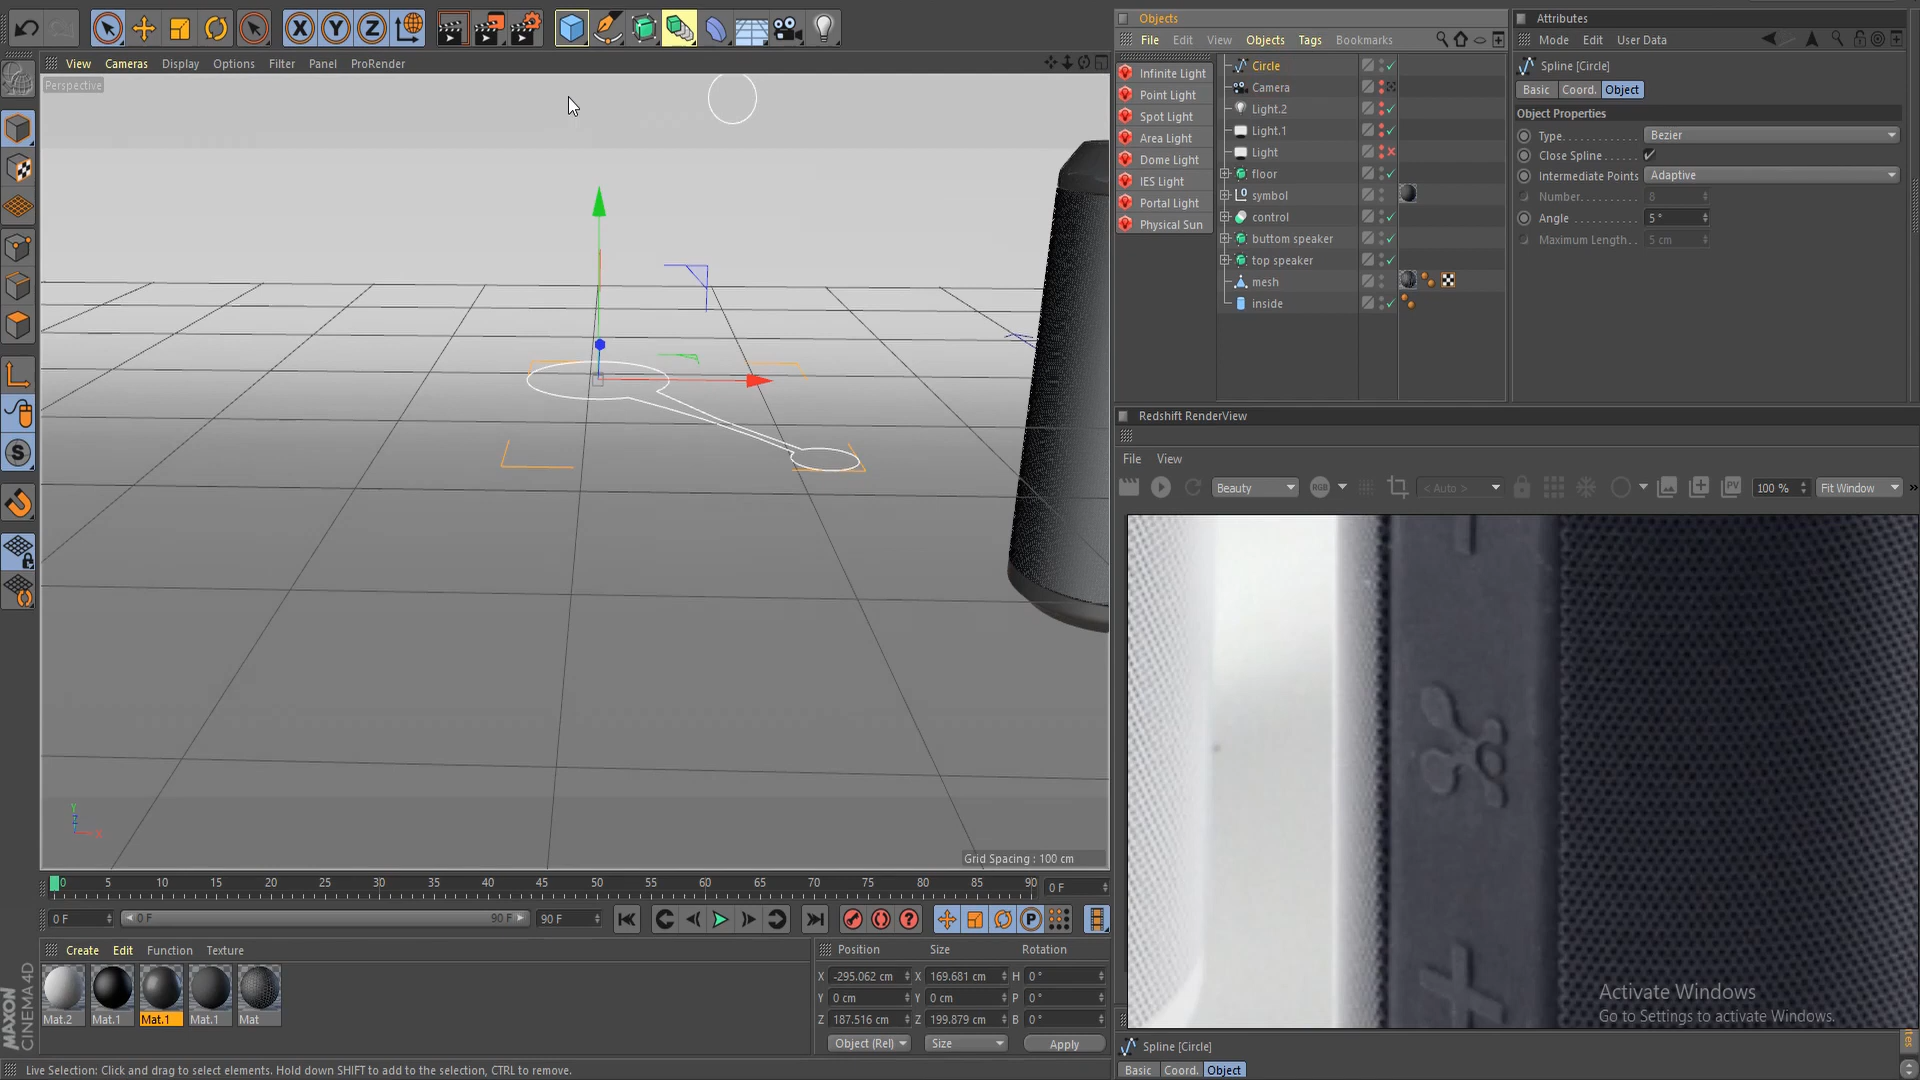 View Cameras Display Options Filter Panel ProRender
Perspective
Grid Spacing : 100 cm
0 5 10 15 20 25 30 35 40 45 50 55 60 65 70 75 80 85 90 0 F
0 F 0 F 90 F 90 F
Create Edit Function Texture
Mat.2 Mat.1 Mat.1 Mat.1 Mat
MAXON
CINEMA 4D
Position Size Rotation
X -295.062 cm X 169.681 cm H 0 °
Y 0 cm Y 0 cm P 0 °
Z 187.516 cm Z 199.879 cm B 0 °
Object (Rel) Size Apply
Live Selection: Click and drag to select elements. Hold down SHIFT to add to the selection, CTRL to remove.
Objects
File Edit View Objects Tags Bookmarks
Infinite Light
Point Light
Spot Light
Area Light
Dome Light
IES Light
Portal Light
Physical Sun
Circle
Camera
Light.2
Light.1
Light
floor
symbol
control
buttom speaker
top speaker
mesh
inside
Attributes
Mode Edit User Data
Spline [Circle]
Basic Coord. Object
Object Properties
Type. . . . . . . . . . . . Bezier
Close Spline . . . . . .
Intermediate Points Adaptive
Number. . . . . . . . . . 8
Angle . . . . . . . . . . . 5 °
Maximum Length. . . 5 cm
Redshift RenderView
File View
Beauty RGB < Auto > PV 100 % Fit Window
Activate Windows
Go to Settings to activate Windows.
Spline [Circle]
Basic Coord. Object